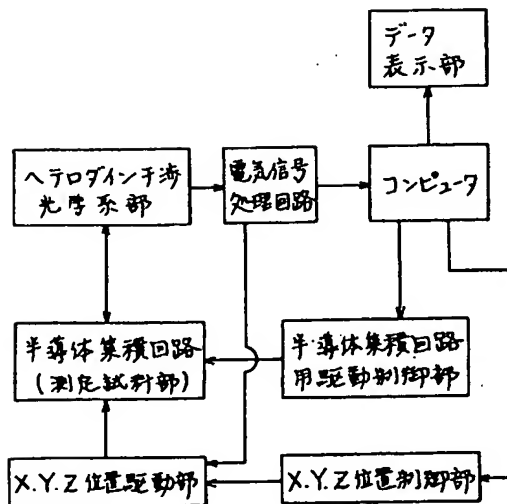 データ
表示部
ヘテロダイン干渉
光学系部
電気信号
処理回路
コンピュータ
半導体集積回路
(測定試料部)
半導体集積回路
用駆動制御部
X.Y.Z位置駆動部
X.Y.Z位置制御部